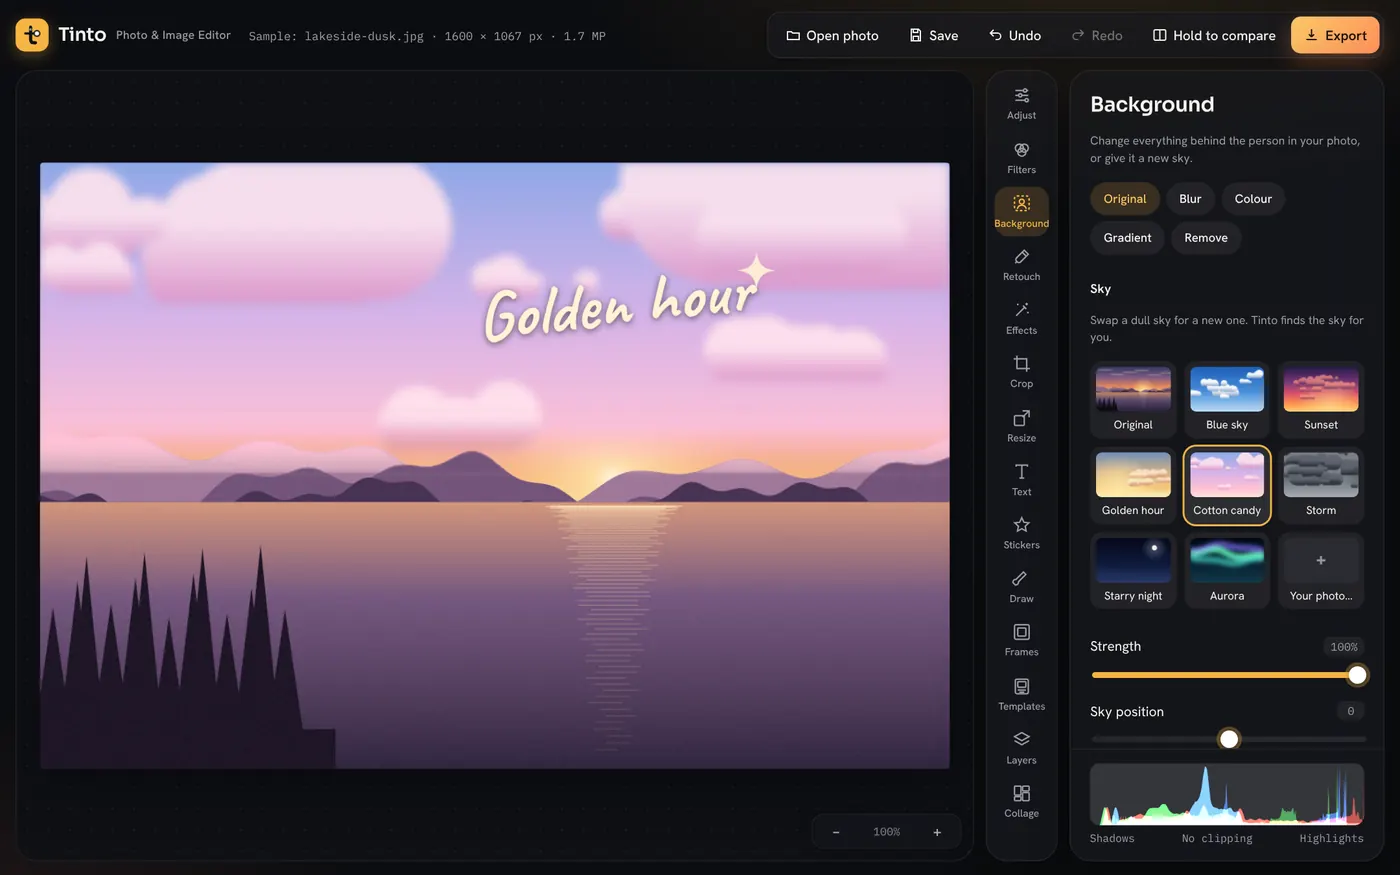 Tinto
Photo & Image Editor
Sample: lakeside-dusk.jpg · 1600 × 1067 px · 1.7 MP
Open photo
Save
Undo
Redo
Hold to compare
Export
Golden hour
− 100% +
Adjust
Filters
Background
Retouch
Effects
Crop
Resize
Text
Stickers
Draw
Frames
Templates
Layers
Collage
Background
Change everything behind the person in your photo,
or give it a new sky.
Original Blur Colour
Gradient Remove
Sky
Swap a dull sky for a new one. Tinto finds the sky for
you.
Original Blue sky Sunset
Golden hour Cotton candy Storm
+
Starry night Aurora Your photo...
Strength 100%
Sky position 0
Shadows No clipping Highlights